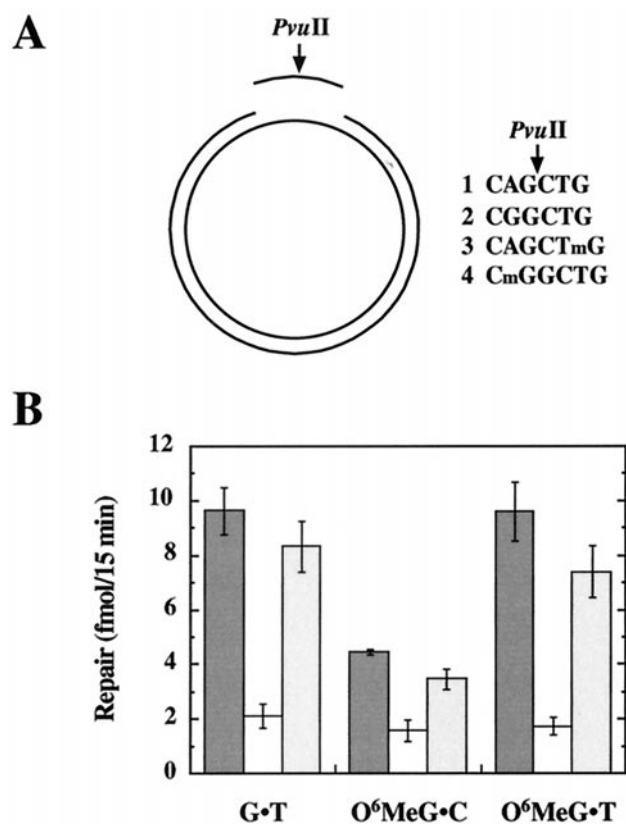 A
PvuII
PvuII
1 CAGCTG
2 CGGCTG
3 CAGCTmG
4 CmGGCTG
B
Repair (fmol/15 min)
12
10
8
6
4
2
0
G•T
O⁶MeG•C
O⁶MeG•T